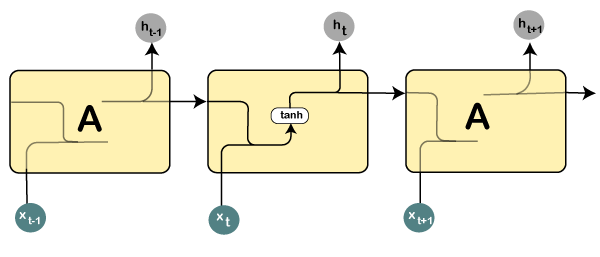 h t-1
h t
h t+1
A
tanh
A
x t-1
x t
x t+1